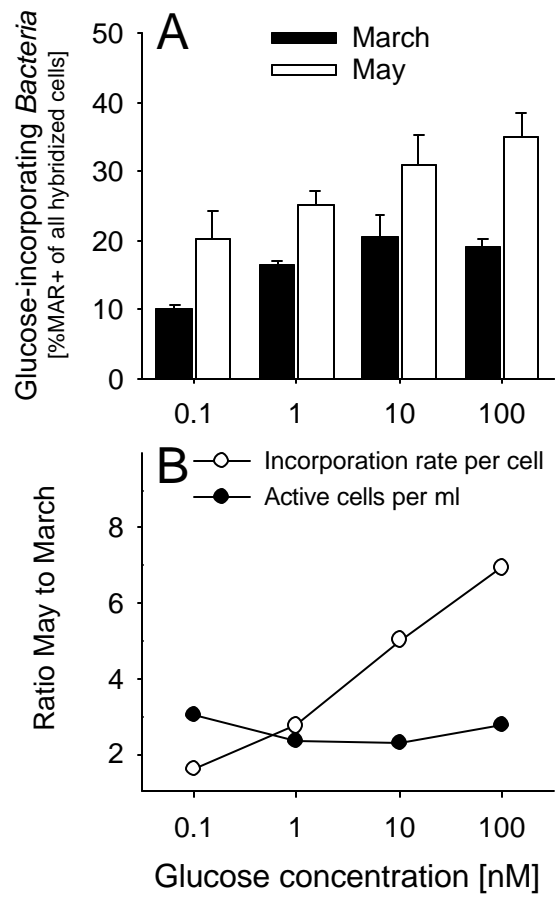 A
March
May
Glucose-incorporating Bacteria
[%MAR+ of all hybridized cells]
50
40
30
20
10
0
0.1 1 10 100
B
Incorporation rate per cell
Active cells per ml
Ratio May to March
8
6
4
2
0.1 1 10 100
Glucose concentration [nM]